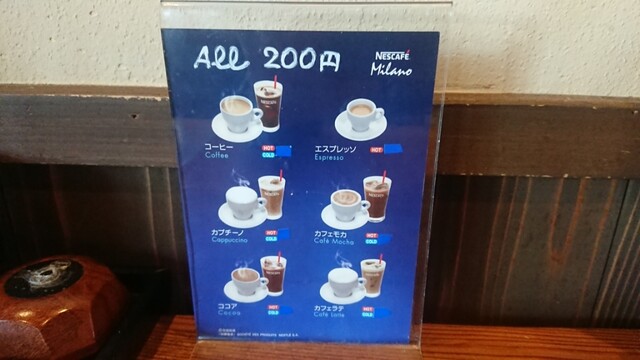 All 200円
NESCAFÉ
Milano
コーヒー
Coffee
HOT
COLD
エスプレッソ
Espresso
HOT
カプチーノ
Cappuccino
HOT
COLD
カフェモカ
Café Mocha
HOT
COLD
ココア
Cocoa
HOT
COLD
カフェラテ
Café Latte
HOT
COLD